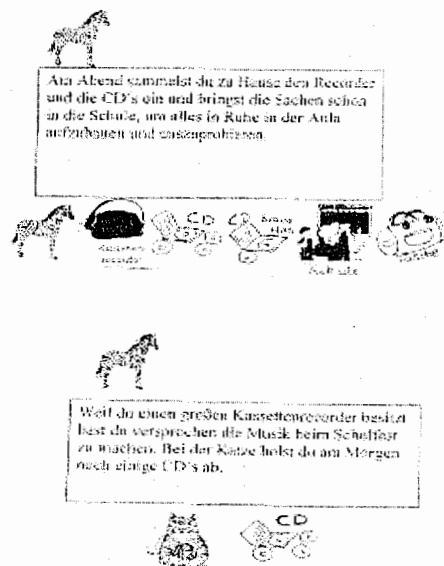 Am Abend sammelst du zu Hause den Recorder
und die CD's ein und bringst die Sachen schon
in die Schule, um alles in Ruhe in der Aula
aufzubauen und auszuprobieren.
CD
CD
Kassetten
recorder
Weil du einen großen Kassettenrecorder besitzt
hast du versprochen die Musik beim Schulfest
zu machen. Bei der Katze holst du am Morgen
noch einige CD's ab.
CD